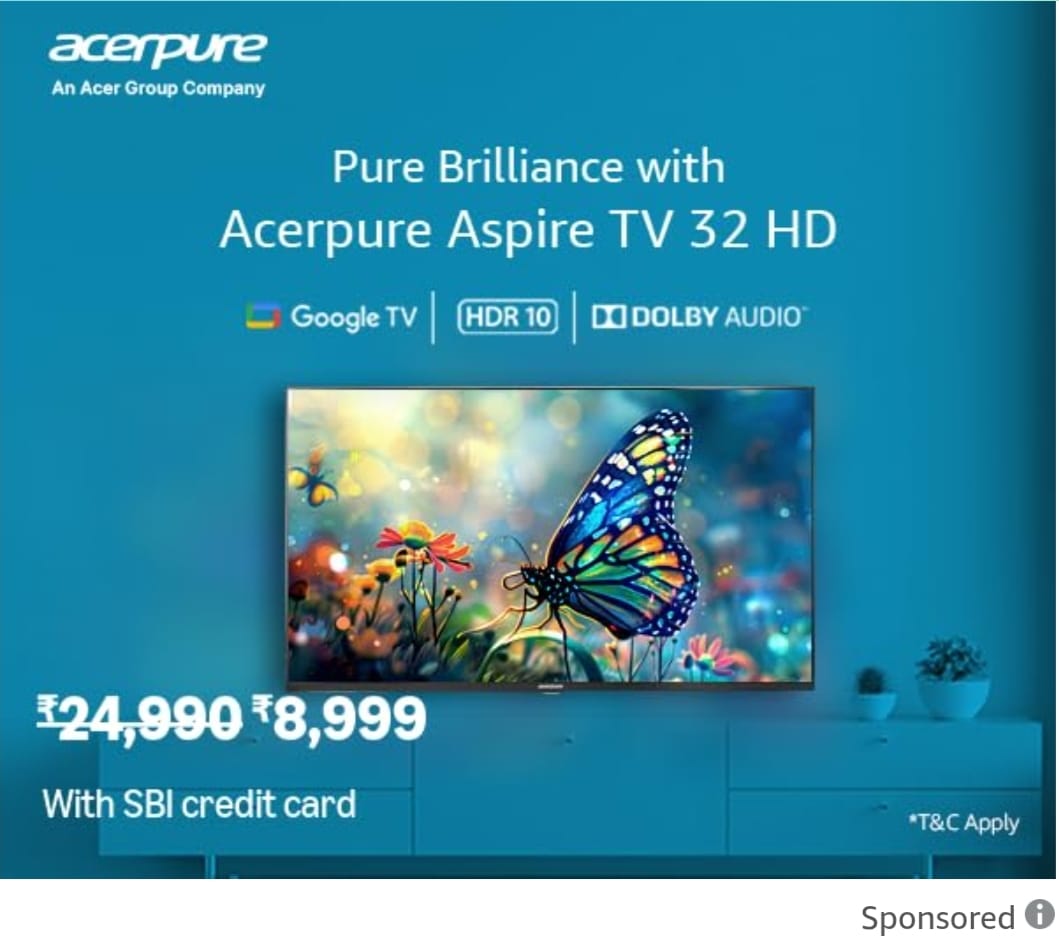 acerpure
An Acer Group Company
Pure Brilliance with
Acerpure Aspire TV 32 HD
Google TV | HDR 10 | DOLBY AUDIO™
₹24,990 ₹8,999
With SBI credit card
*T&C Apply
Sponsored